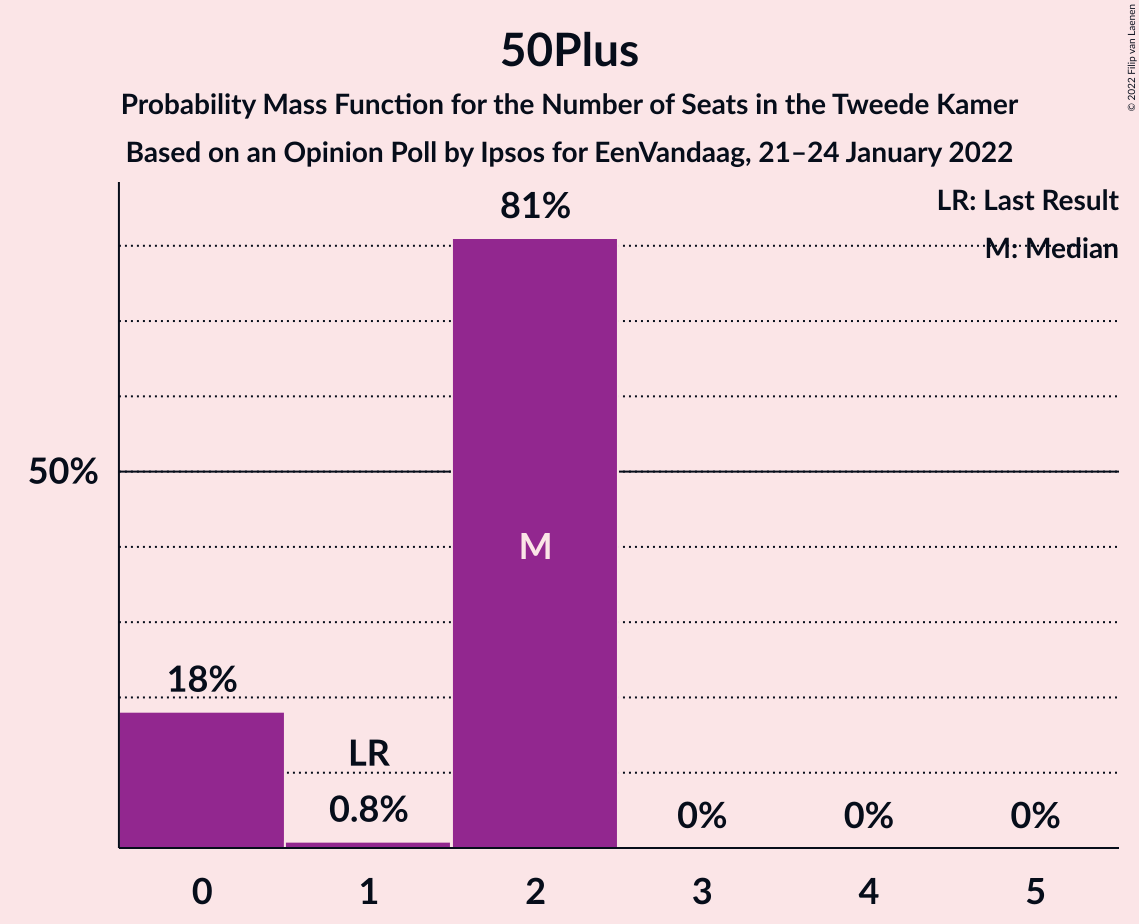 50Plus
Probability Mass Function for the Number of Seats in the Tweede Kamer
Based on an Opinion Poll by Ipsos for EenVandaag, 21–24 January 2022
© 2022 Filip van Laenen
LR: Last Result
M: Median
81%
50%
M
18%
LR
0.8%
0%
0%
0%
0
1
2
3
4
5